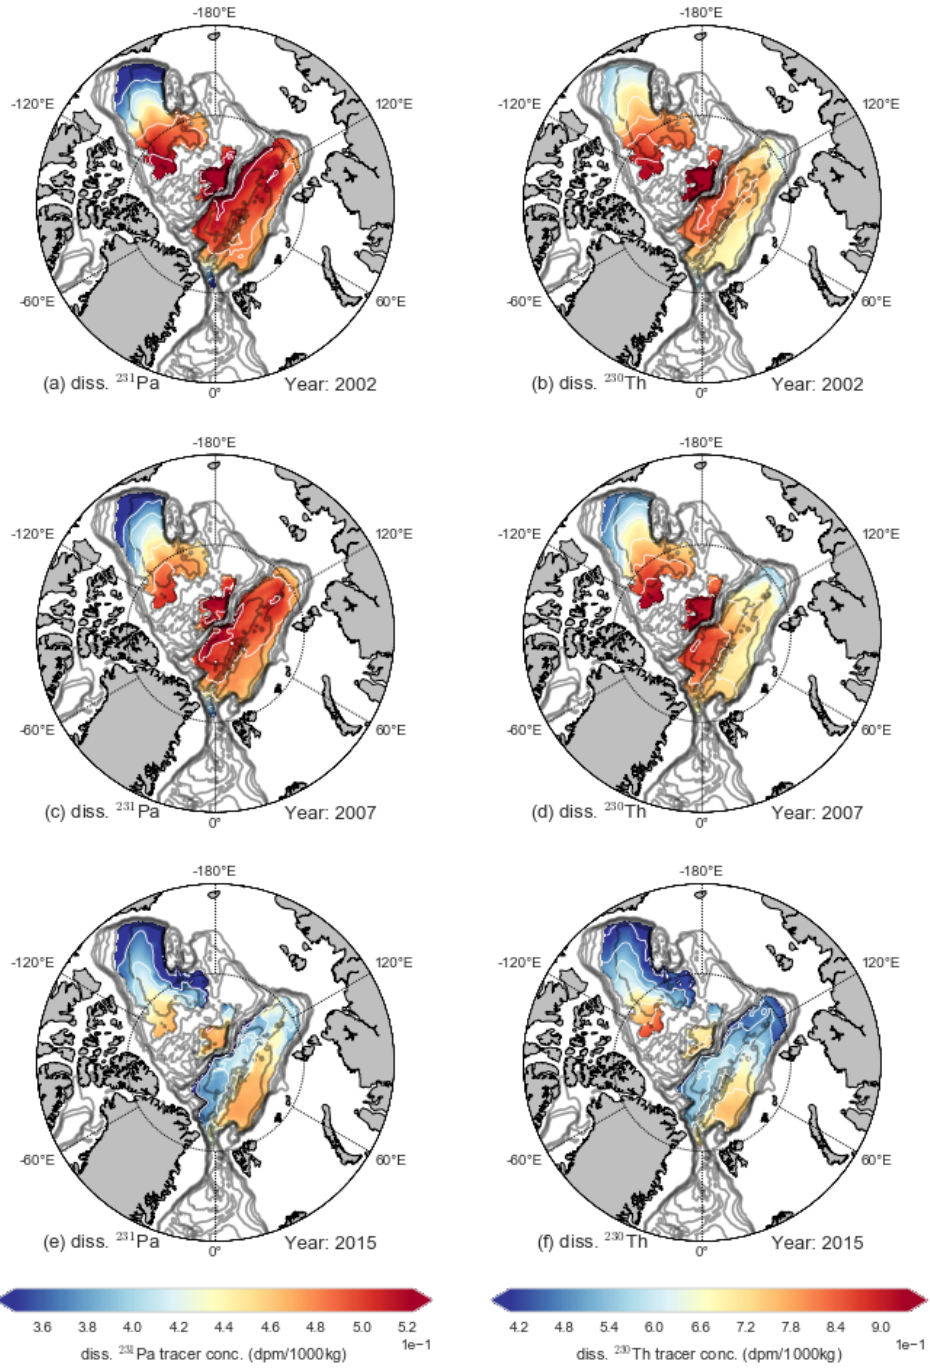 -180°E -180°E
-120°E 120°E -120°E 120°E
-60°E 60°E -60°E 60°E
(a) diss. ²³¹Pa Year: 2002 (b) diss. ²³⁰Th Year: 2002
0° 0°
-180°E -180°E
-120°E 120°E -120°E 120°E
-60°E 60°E -60°E 60°E
(c) diss. ²³¹Pa Year: 2007 (d) diss. ²³⁰Th Year: 2007
0° 0°
-180°E -180°E
-120°E 120°E -120°E 120°E
-60°E 60°E -60°E 60°E
(e) diss. ²³¹Pa Year: 2015 (f) diss. ²³⁰Th Year: 2015
0° 0°
3.6 3.8 4.0 4.2 4.4 4.6 4.8 5.0 5.2 4.2 4.8 5.4 6.0 6.6 7.2 7.8 8.4 9.0
1e−1 1e−1
diss. ²³¹Pa tracer conc. (dpm/1000kg) diss. ²³⁰Th tracer conc. (dpm/1000kg)